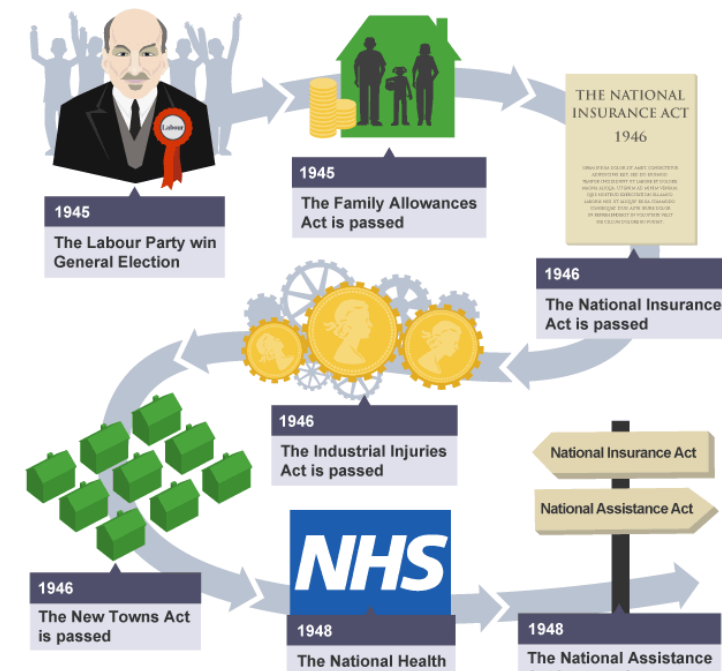 Labour
1945
The Labour Party win
General Election
1945
The Family Allowances
Act is passed
THE NATIONAL
INSURANCE ACT
1946
1946
The National Insurance
Act is passed
1946
The Industrial Injuries
Act is passed
1946
The New Towns Act
is passed
NHS
1948
The National Health
National Insurance Act
National Assistance Act
1948
The National Assistance